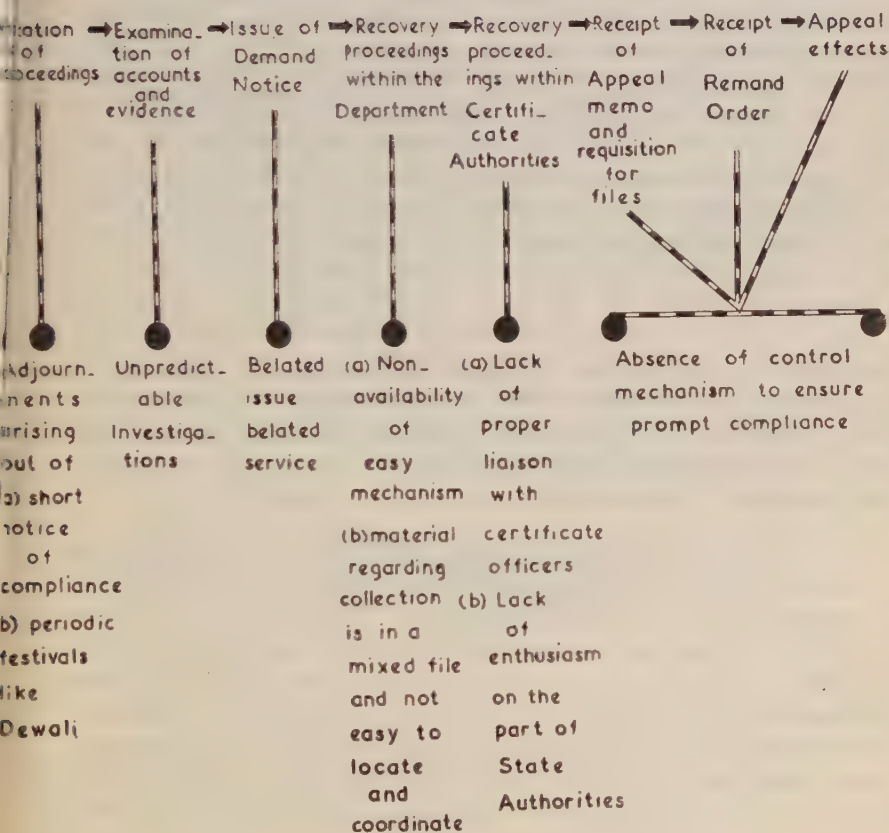 of
Examina-
tion of
accounts
and
evidence
Issue of
Demand
Notice
Recovery
proceedings
within the
Department
Recovery
proceed-
ings within
Certifi-
cate
Authorities
Receipt
of
Appeal
memo
and
requisition
for
files
Receipt
of
Remand
Order
Appeal
effects
out of
short
of
compliance
b) periodic
festivals
like
Dewali
Unpredict-
able
Investiga-
tions
Belated
issue
belated
service
(a) Non-
availability
of
easy
mechanism
(b) material
regarding
collection
is in a
mixed file
and not
easy to
locate
and
coordinate
(a) Lack
of
proper
liaison
with
certificate
officers
(b) Lack
of
enthusiasm
on the
part of
State
Authorities
Absence of control
mechanism to ensure
prompt compliance